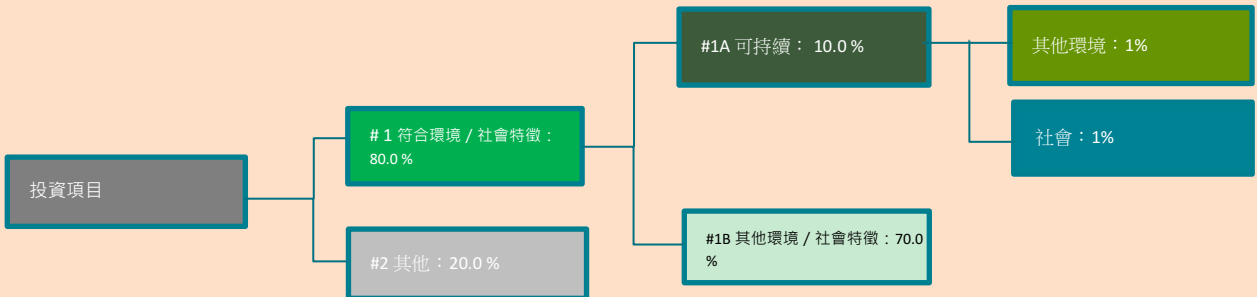 投資項目
# 1 符合環境 / 社會特徵：
80.0 %
#2 其他：20.0 %
#1A 可持續： 10.0 %
#1B 其他環境 / 社會特徵：70.0
%
其他環境：1%
社會：1%